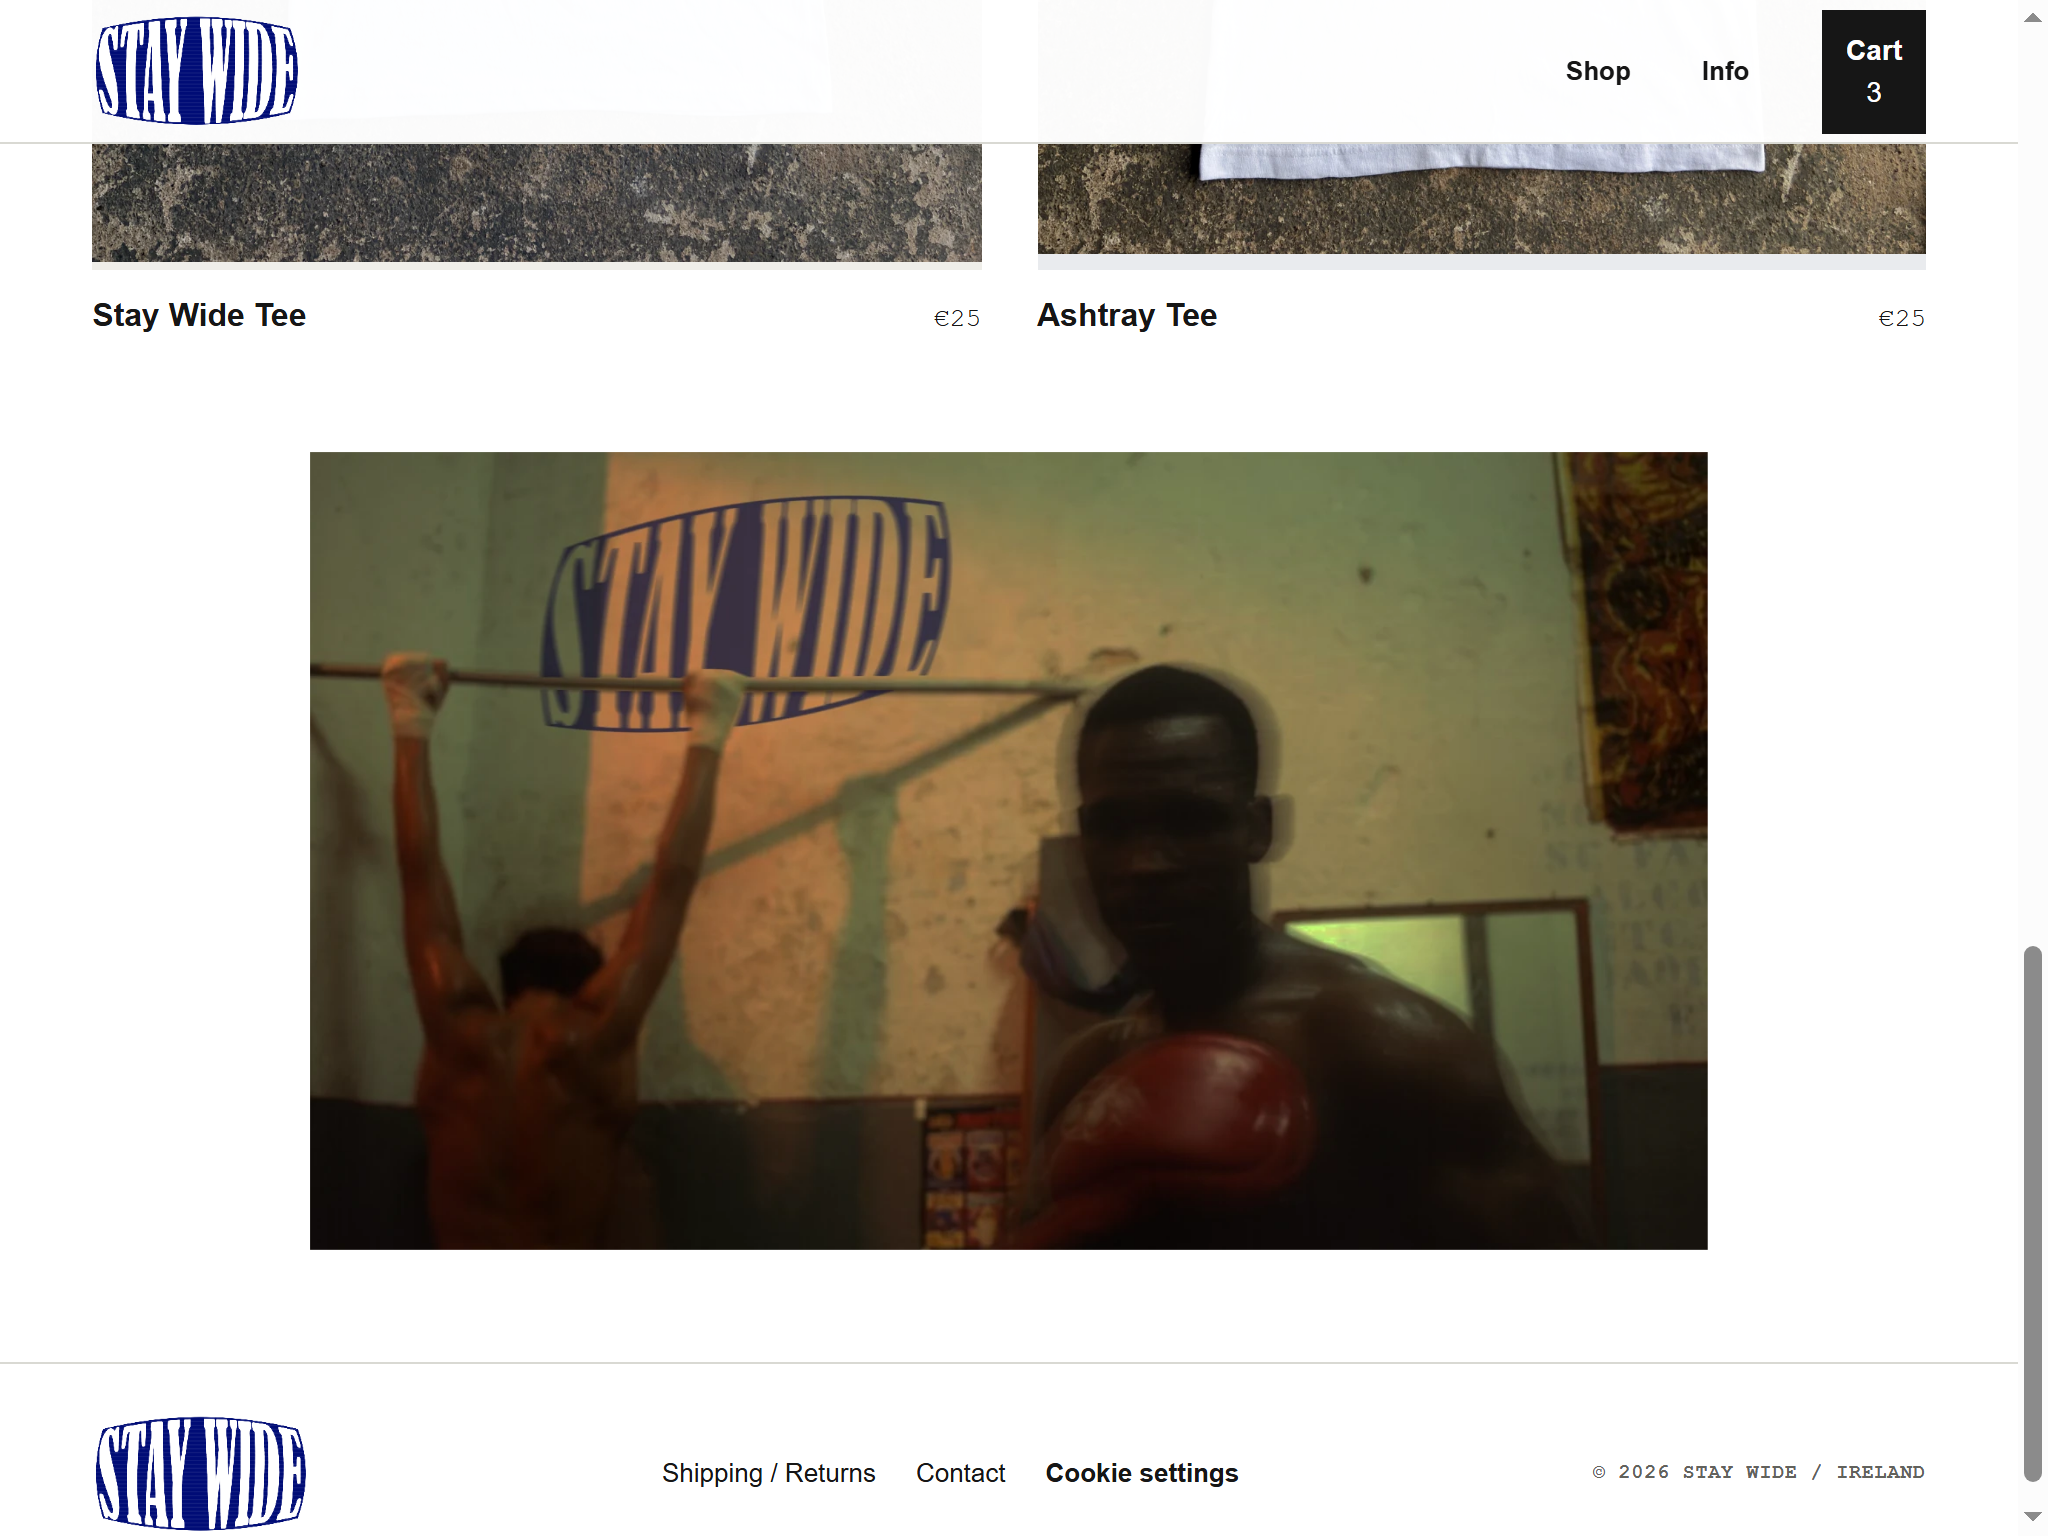 STAY WIDE
Shop
Info
Cart
3
Stay Wide Tee
€25
Ashtray Tee
€25
STAY WIDE
STAY WIDE
Shipping / Returns
Contact
Cookie settings
© 2026 STAY WIDE / IRELAND